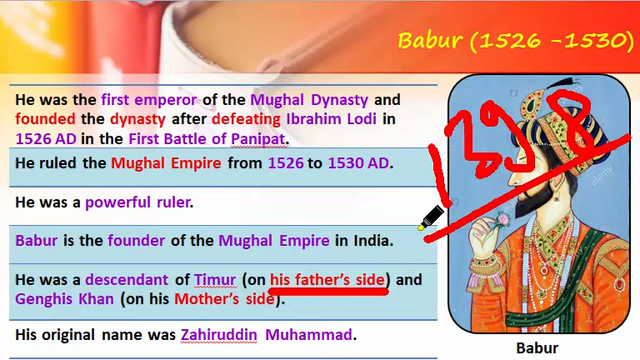 Babur (1526 –1530)
He was the first emperor of the Mughal Dynasty and
founded the dynasty after defeating Ibrahim Lodi in
1526 AD in the First Battle of Panipat.
He ruled the Mughal Empire from 1526 to 1530 AD.
He was a powerful ruler.
Babur is the founder of the Mughal Empire in India.
He was a descendant of Timur (on his father's side) and
Genghis Khan (on his Mother's side).
His original name was Zahiruddin Muhammad.
1398
alamy
Babur